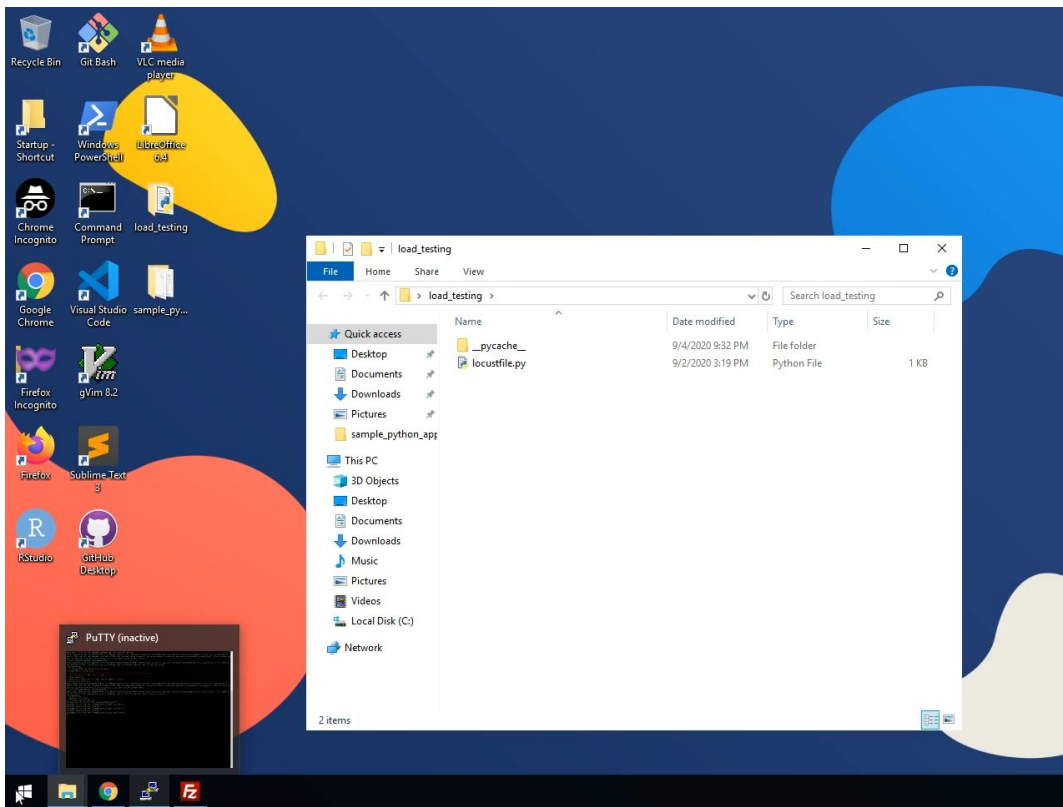 Recycle Bin
Git Bash
VLC media
player
Startup -
Shortcut
Windows
PowerShell
LibreOffice
6.4
Chrome
Incognito
Command
Prompt
load_testing
Google
Chrome
Visual Studio
Code
sample_py...
Firefox
Incognito
gVim 8.2
Firefox
Sublime Text
3
RStudio
GitHub
Desktop
load_testing
File Home Share View
load_testing
Search load_testing
Name Date modified Type Size
__pycache__ 9/4/2020 9:32 PM File folder
locustfile.py 9/2/2020 3:19 PM Python File 1 KB
Quick access
Desktop
Documents
Downloads
Pictures
sample_python_app
This PC
3D Objects
Desktop
Documents
Downloads
Music
Pictures
Videos
Local Disk (C:)
Network
2 items
PuTTY (inactive)